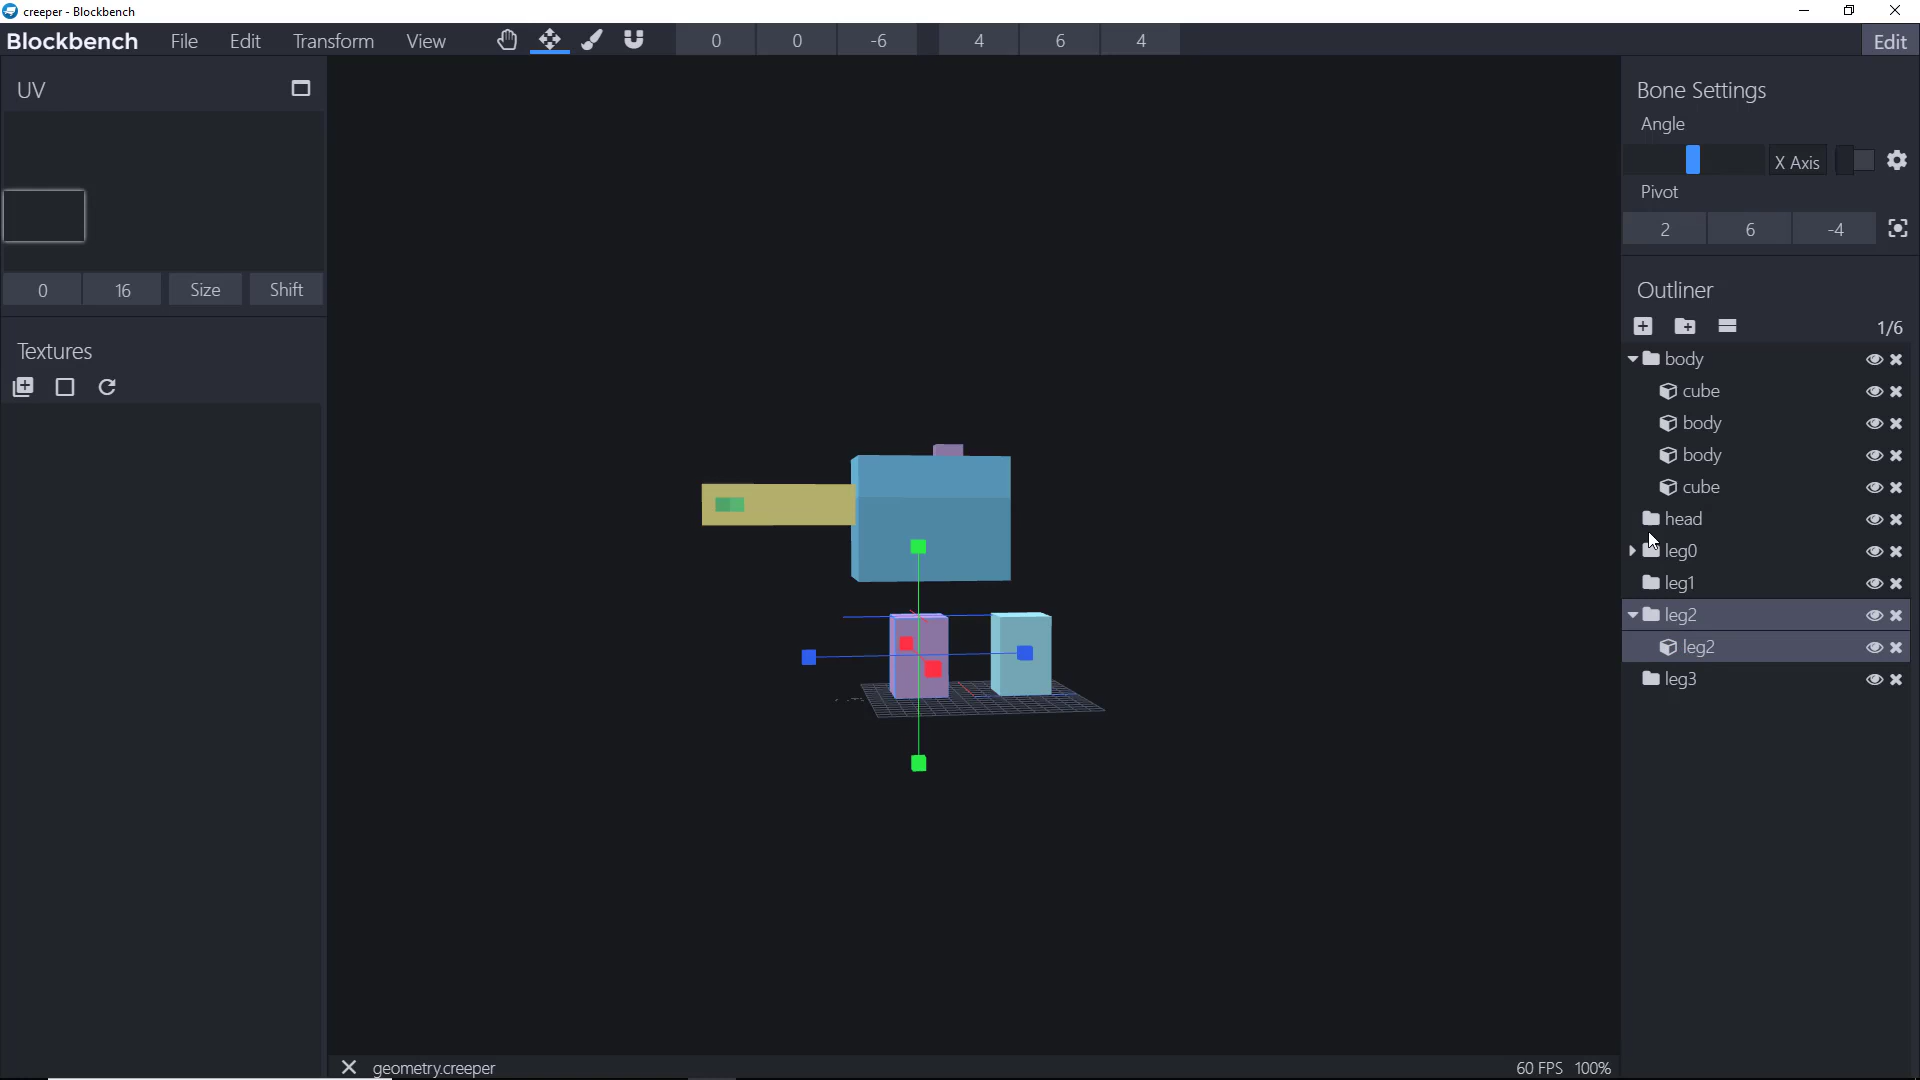 creeper - Blockbench
Blockbench File Edit Transform View 0 0 -6 4 6 4 Edit
UV
0 16 Size Shift
Textures
Bone Settings
Angle
X Axis
Pivot
2 6 -4
Outliner
1/6
body
cube
body
body
cube
head
leg0
leg1
leg2
leg2
leg3
geometry.creeper 60 FPS 100%